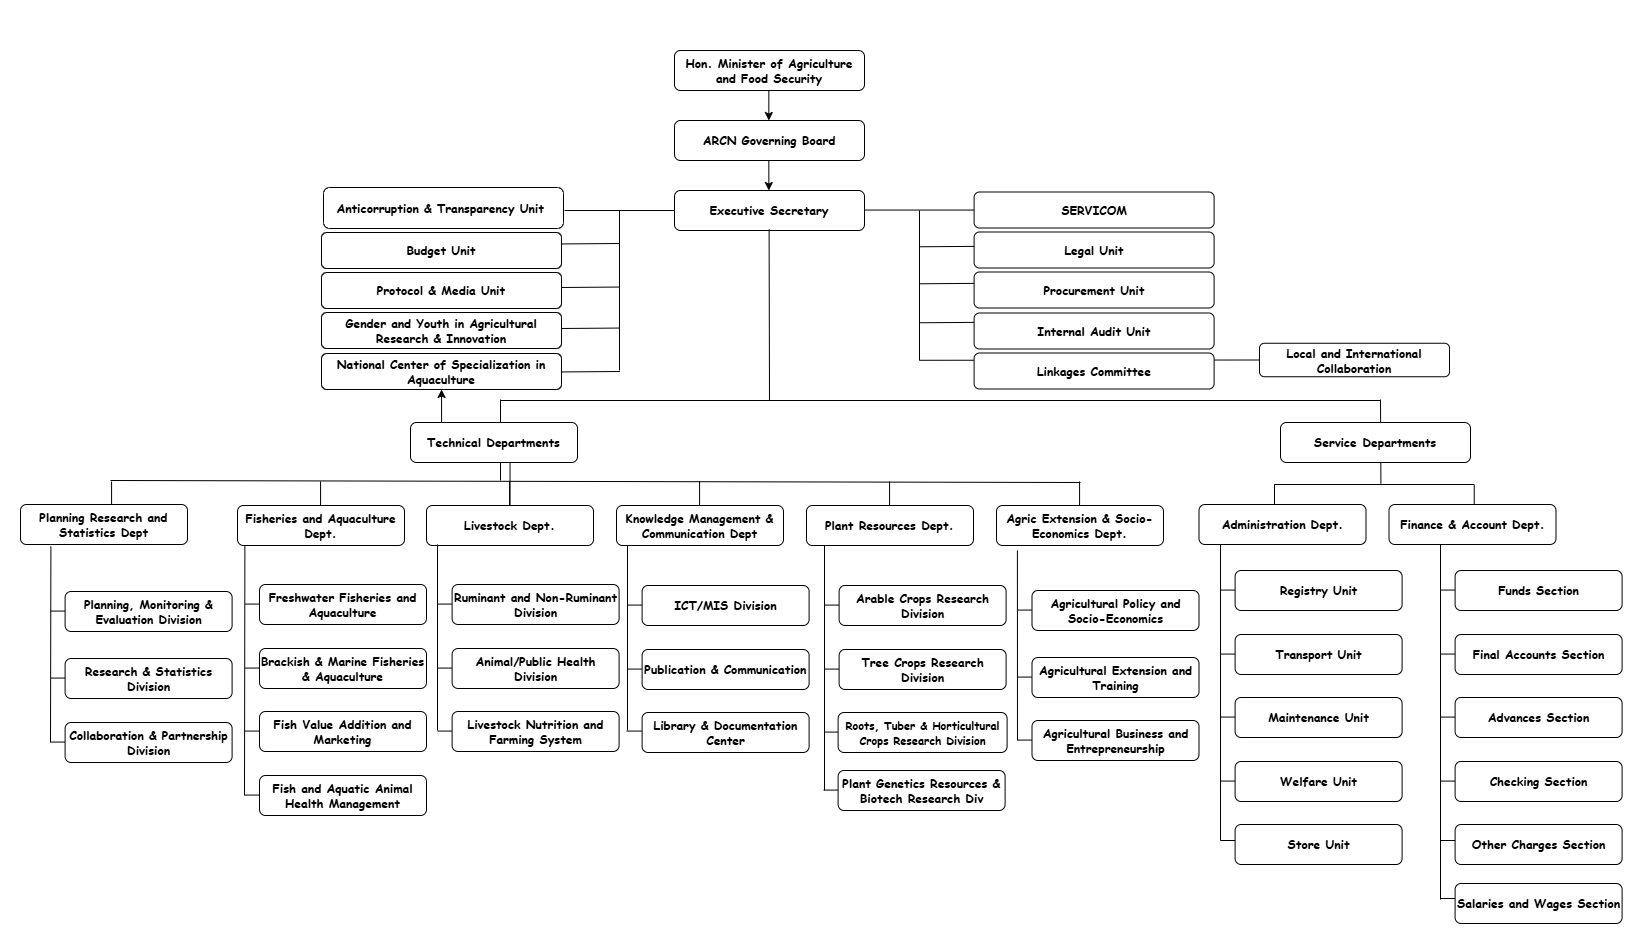 Hon. Minister of Agriculture
and Food Security
ARCN Governing Board
Executive Secretary
Anticorruption & Transparency Unit
Budget Unit
Protocol & Media Unit
Gender and Youth in Agricultural
Research & Innovation
National Center of Specialization in
Aquaculture
SERVICOM
Legal Unit
Procurement Unit
Internal Audit Unit
Linkages Committee
Local and International
Collaboration
Technical Departments
Service Departments
Planning Research and
Statistics Dept
Planning, Monitoring &
Evaluation Division
Research & Statistics
Division
Collaboration & Partnership
Division
Fisheries and Aquaculture
Dept.
Freshwater Fisheries and
Aquaculture
Brackish & Marine Fisheries
& Aquaculture
Fish Value Addition and
Marketing
Fish and Aquatic Animal
Health Management
Livestock Dept.
Ruminant and Non-Ruminant
Division
Animal/Public Health
Division
Livestock Nutrition and
Farming System
Knowledge Management &
Communication Dept
ICT/MIS Division
Publication & Communication
Library & Documentation
Center
Plant Resources Dept.
Arable Crops Research
Division
Tree Crops Research
Division
Roots, Tuber & Horticultural
Crops Research Division
Plant Genetics Resources &
Biotech Research Div
Agric Extension & Socio-
Economics Dept.
Agricultural Policy and
Socio-Economics
Agricultural Extension and
Training
Agricultural Business and
Entrepreneurship
Administration Dept.
Registry Unit
Transport Unit
Maintenance Unit
Welfare Unit
Store Unit
Finance & Account Dept.
Funds Section
Final Accounts Section
Advances Section
Checking Section
Other Charges Section
Salaries and Wages Section